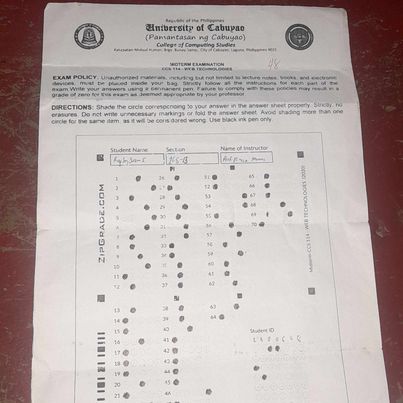 Republic of the Philippines
University of Cabuyao
(Pamantasan ng Cabuyao)
College of Computing Studies
Katapatan Mutual Homes, Brgy. Banay-banay, City of Cabuyao, Laguna, Philippines 4025
MIDTERM EXAMINATION
CCS 114 - WEB TECHNOLOGIES
48
EXAM POLICY. Unauthorized materials, including but not limited to lecture notes, books, and electronic
devices, must be placed inside your bag. Strictly follow all the instructions for each part of the
exam. Write your answers using a permanent pen. Failure to comply with these policies may result in a
grade of zero for this exam as deemed appropriate by your professor.
DIRECTIONS: Shade the circle corresponding to your answer in the answer sheet properly. Strictly, no
erasures. Do not write unnecessary markings or fold the answer sheet. Avoid shading more than one
circle for the same item, as it will be considered wrong. Use black ink pen only.
Student Name Section Name of Instructor
ZIPGRADE.COM
Midterm-CCS 114 - WEB TECHNOLOGIES (2023)
1 26 51 65
2 52 66
3 53 67
4 29 54 68
5 30 55 69
6 31 56 70
7 57
8 33 58
9 34 59
10 35 60
11 36 61
12 37 62
13 38 63
14 39 64
15 40
Student ID
16 41
17 42
18 43
19 44
20 45
21 46